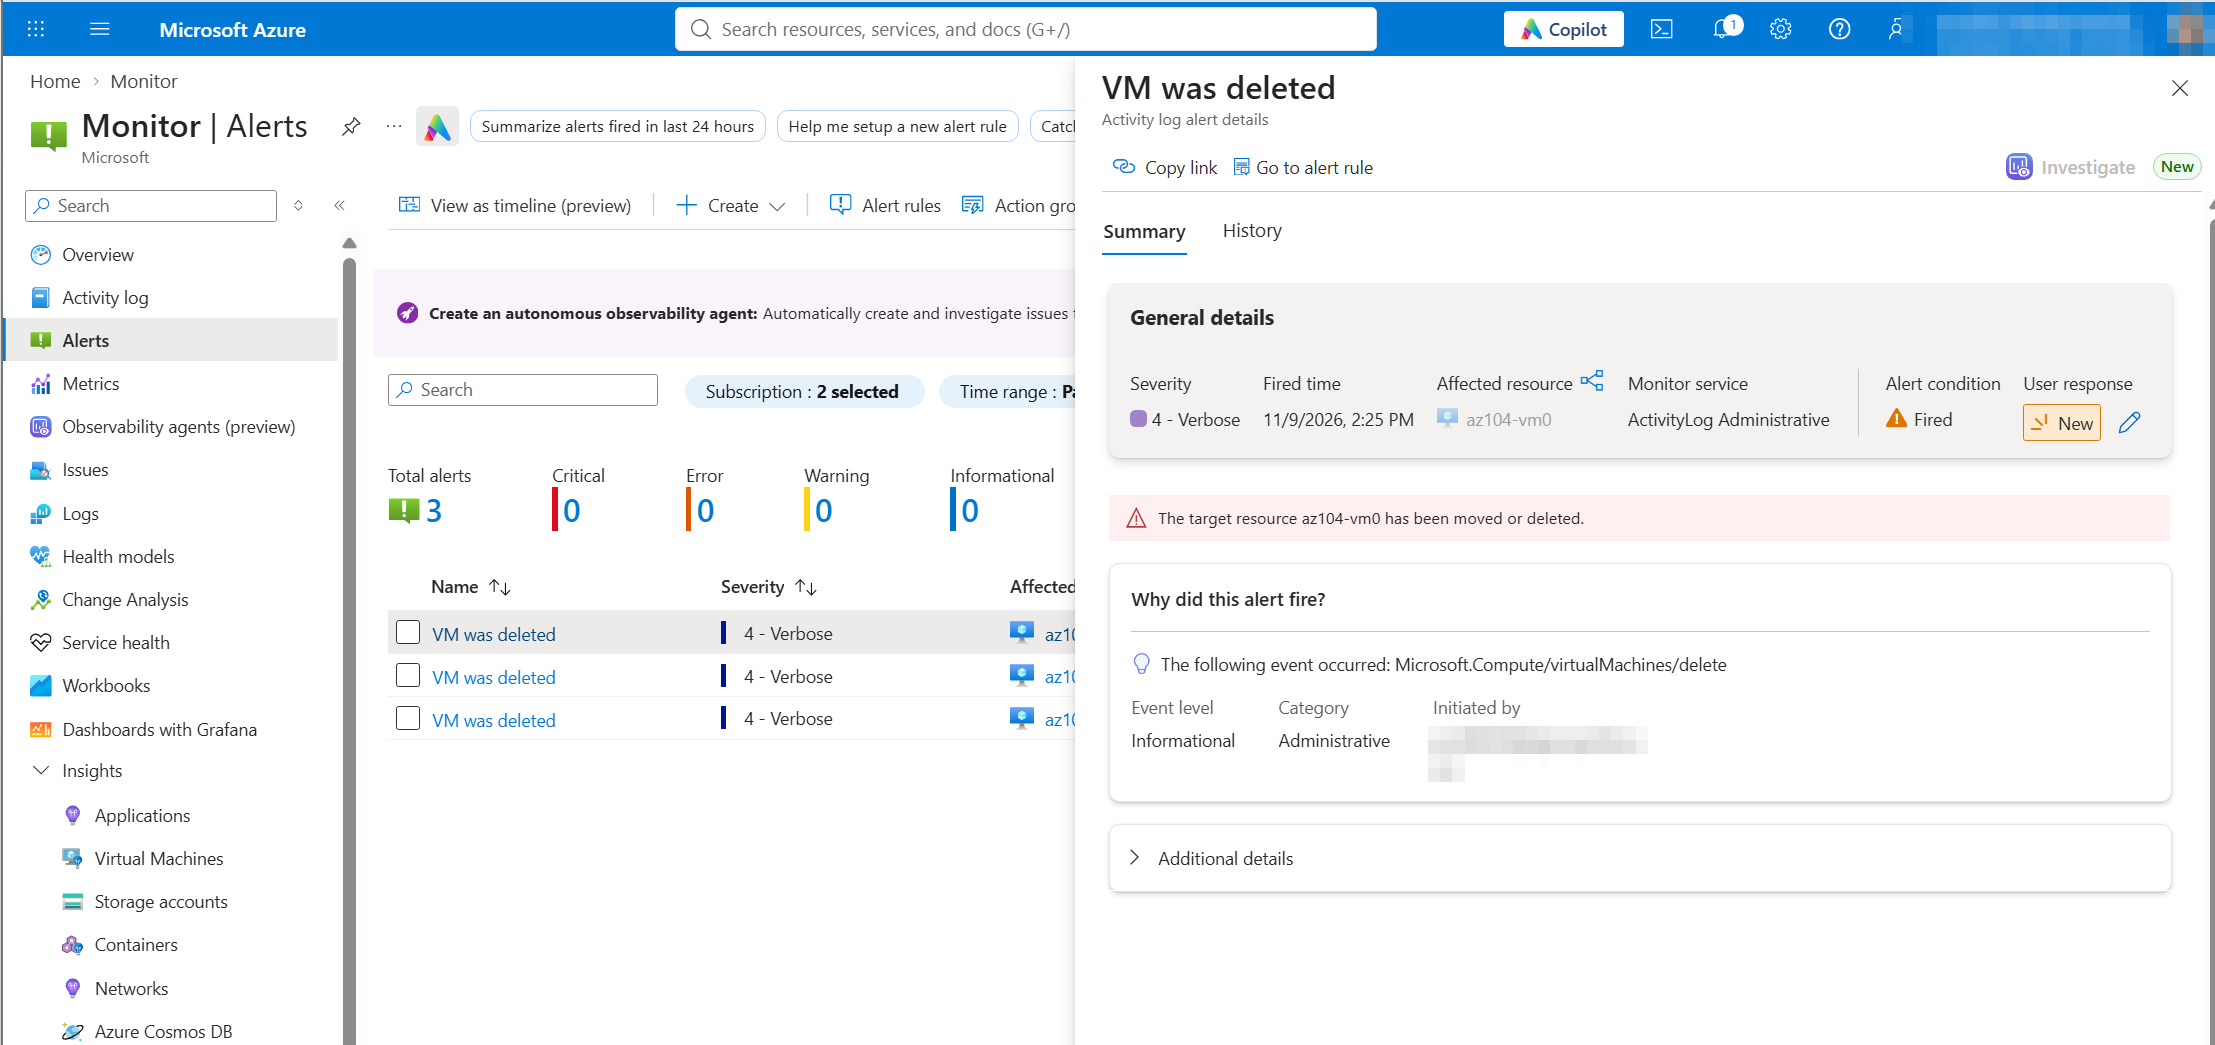 Microsoft Azure
Search resources, services, and docs (G+/)
Copilot
1
Home > Monitor
Monitor | Alerts
Microsoft
Summarize alerts fired in last 24 hours
Help me setup a new alert rule
Search
View as timeline (preview)
Create
Alert rules
Overview
Activity log
Alerts
Metrics
Observability agents (preview)
Issues
Logs
Health models
Change Analysis
Service health
Workbooks
Dashboards with Grafana
Insights
Applications
Virtual Machines
Storage accounts
Containers
Networks
Azure Cosmos DB
Create an autonomous observability agent: Automatically create and investigate issues
Search
Subscription : 2 selected
Time range :
Total alerts
3
Critical
0
Error
0
Warning
0
Informational
0
Name
Severity
Affected
VM was deleted 4 - Verbose
VM was deleted 4 - Verbose
VM was deleted 4 - Verbose
VM was deleted
Activity log alert details
Copy link
Go to alert rule
Investigate
New
Summary
History
General details
Severity
4 - Verbose
Fired time
11/9/2026, 2:25 PM
Affected resource
az104-vm0
Monitor service
ActivityLog Administrative
Alert condition
Fired
User response
New
The target resource az104-vm0 has been moved or deleted.
Why did this alert fire?
The following event occurred: Microsoft.Compute/virtualMachines/delete
Event level
Informational
Category
Administrative
Initiated by
Additional details